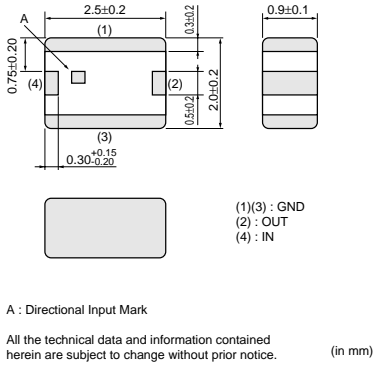 2.5±0.2
0.9±0.1
A
0.3±0.2
(1)
0.75±0.20
(4)
(2)
2.0±0.2
0.5±0.2
(3)
0.30+0.15-0.20
(1)(3) : GND
(2) : OUT
(4) : IN
A : Directional Input Mark
All the technical data and information contained
herein are subject to change without prior notice.
(in mm)